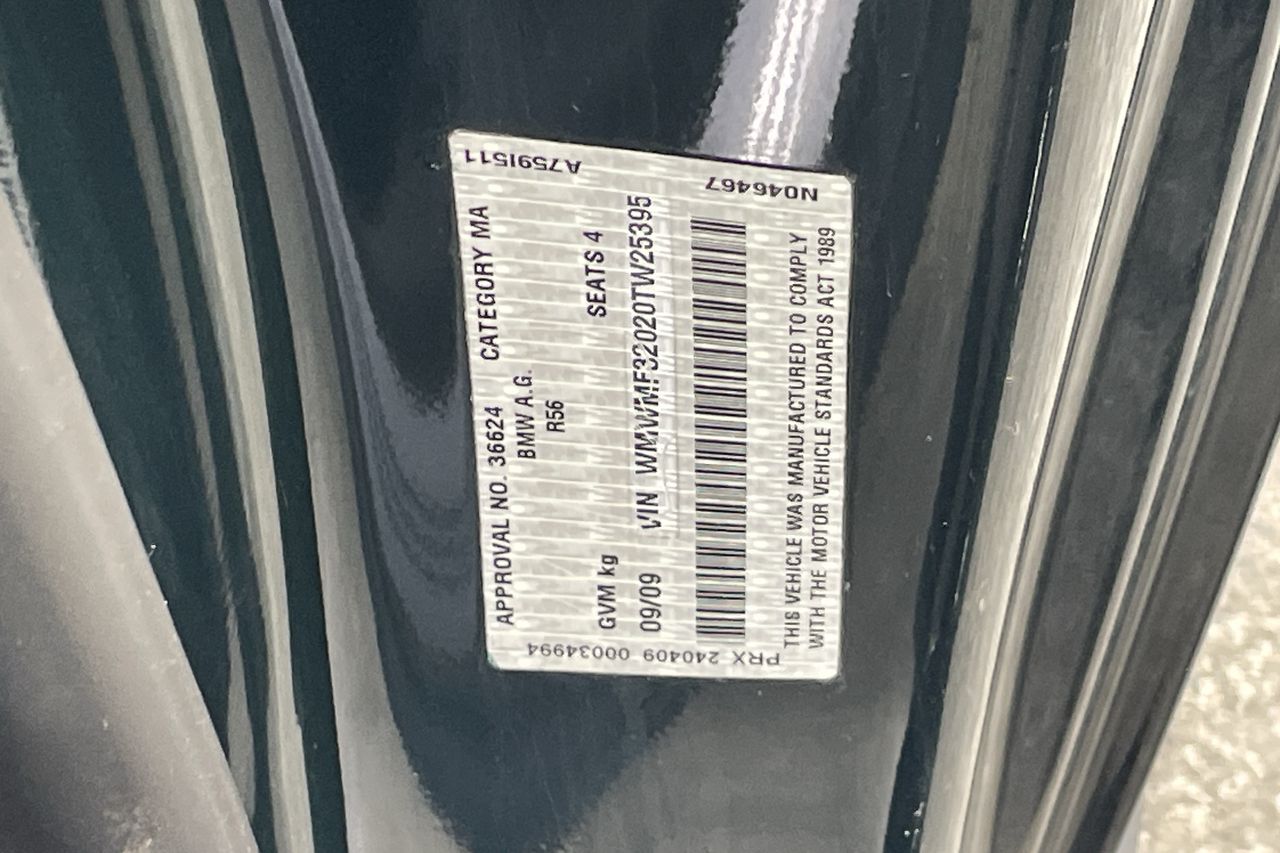 APPROVAL NO. 36624 CATEGORY MA
BMW A.G.
R56
GVM kg SEATS 4
09/09 VIN WMWMF32020TW25395
THIS VEHICLE WAS MANUFACTURED TO COMPLY
WITH THE MOTOR VEHICLE STANDARDS ACT 1989
PRX 240409 00034994
N046467
A7591511